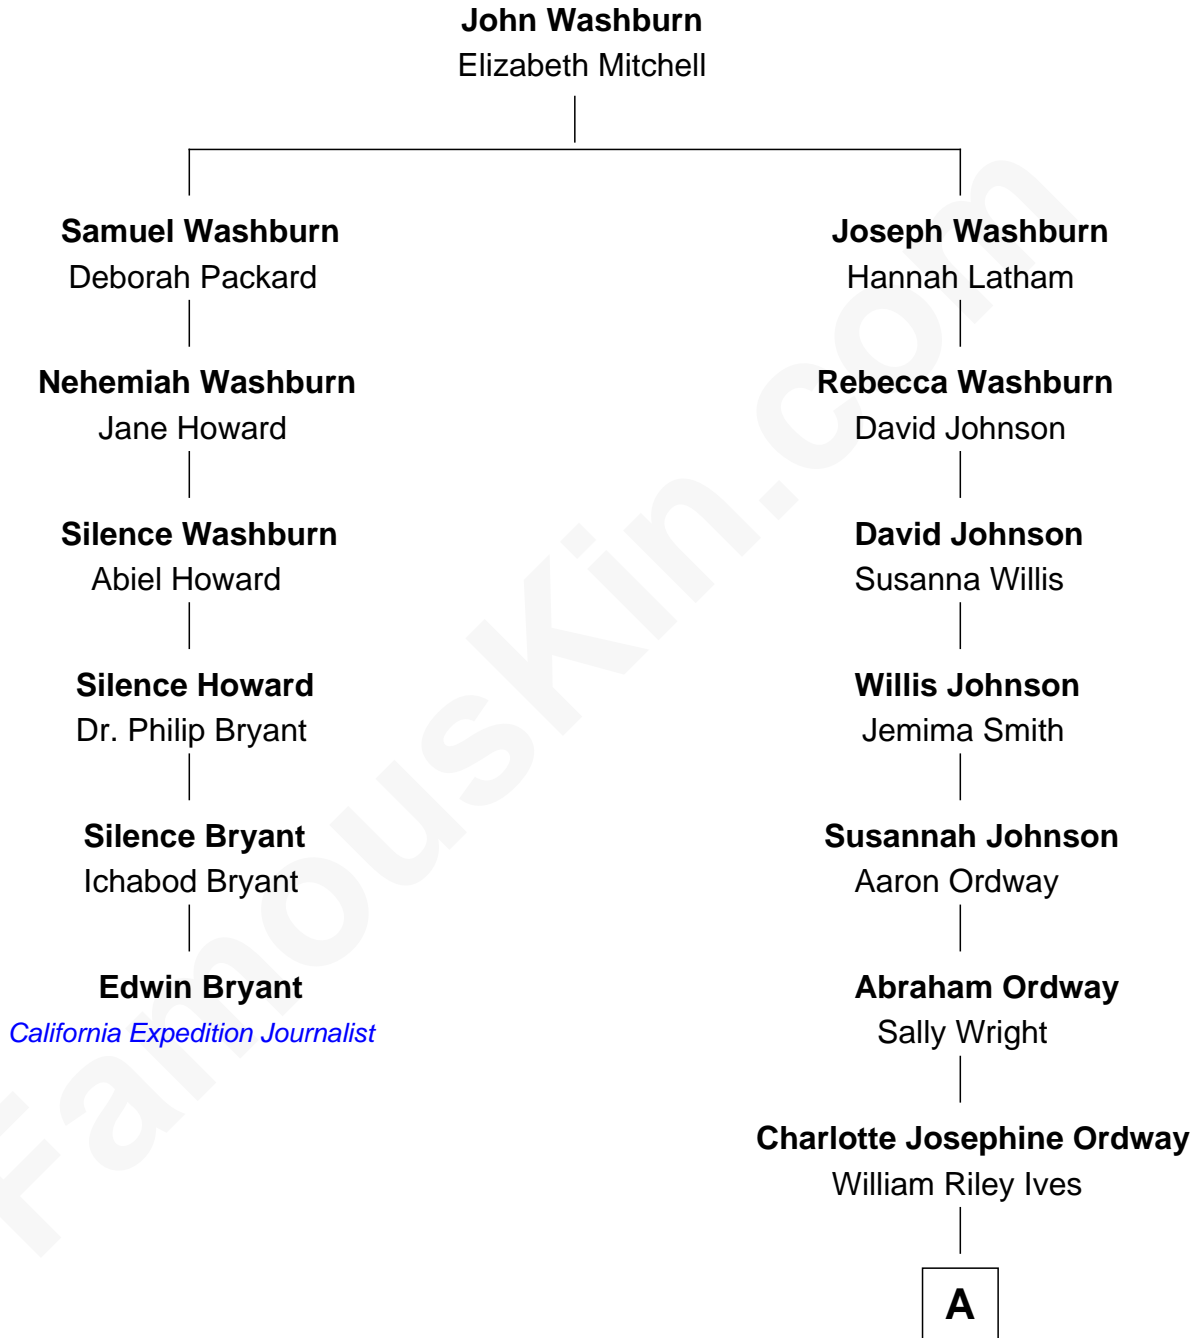 John Washburn
Elizabeth Mitchell
Samuel Washburn
Deborah Packard
Nehemiah Washburn
Jane Howard
Silence Washburn
Abiel Howard
Silence Howard
Dr. Philip Bryant
Silence Bryant
Ichabod Bryant
Edwin Bryant
California Expedition Journalist
Joseph Washburn
Hannah Latham
Rebecca Washburn
David Johnson
David Johnson
Susanna Willis
Willis Johnson
Jemima Smith
Susannah Johnson
Aaron Ordway
Abraham Ordway
Sally Wright
Charlotte Josephine Ordway
William Riley Ives
A
FamousKin.com